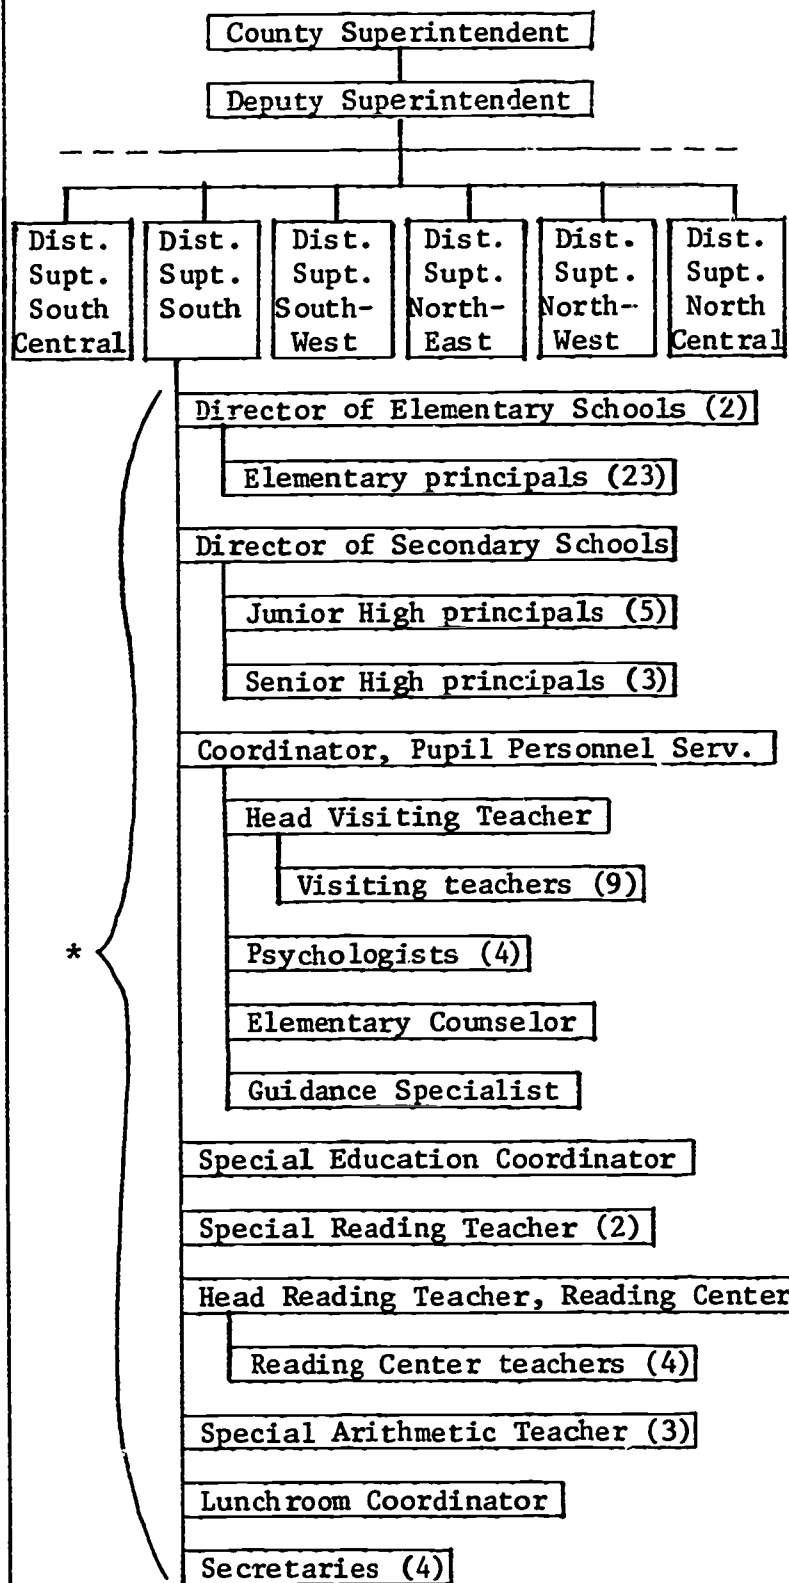 County Superintendent
Deputy Superintendent
Dist.
Supt.
South
Central
Dist.
Supt.
South
Dist.
Supt.
South-
West
Dist.
Supt.
North-
East
Dist.
Supt.
North-
West
Dist.
Supt.
North
Central
Director of Elementary Schools (2)
Elementary principals (23)
Director of Secondary Schools
Junior High principals (5)
Senior High principals (3)
Coordinator, Pupil Personnel Serv.
Head Visiting Teacher
Visiting teachers (9)
*
Psychologists (4)
Elementary Counselor
Guidance Specialist
Special Education Coordinator
Special Reading Teacher (2)
Head Reading Teacher, Reading Center
Reading Center teachers (4)
Special Arithmetic Teacher (3)
Lunchroom Coordinator
Secretaries (4)